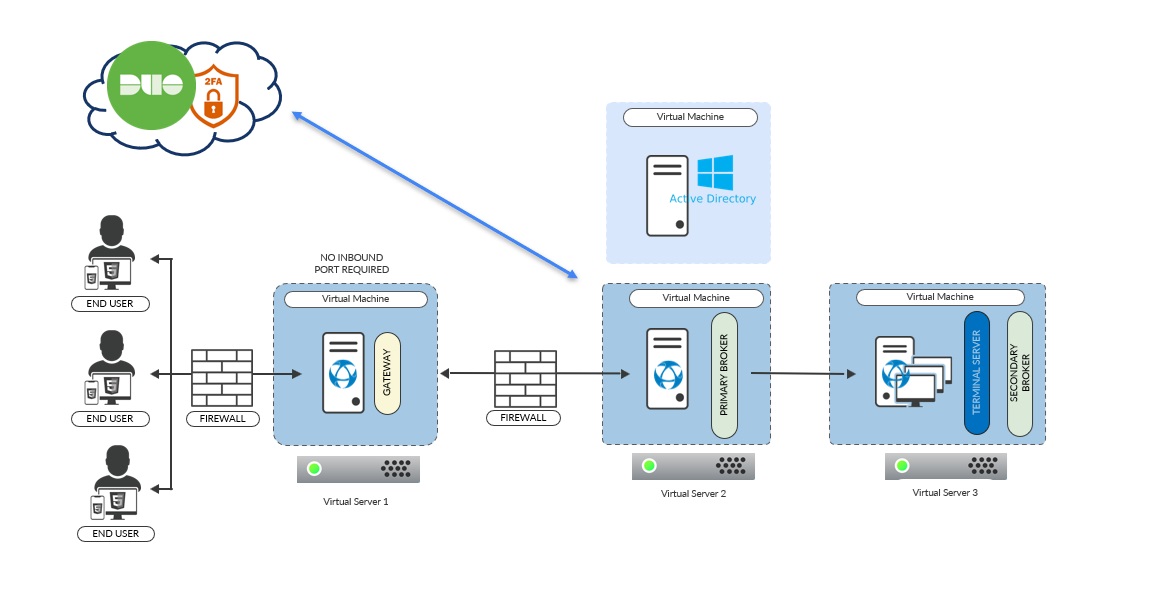 DUO
2FA
Virtual Machine
Active Directory
NO INBOUND
PORT REQUIRED
END USER
END USER
END USER
FIREWALL
Virtual Machine
GATEWAY
Virtual Server 1
FIREWALL
Virtual Machine
PRIMARY BROKER
Virtual Server 2
Virtual Machine
TERMINAL SERVER
SECONDARY
BROKER
Virtual Server 3